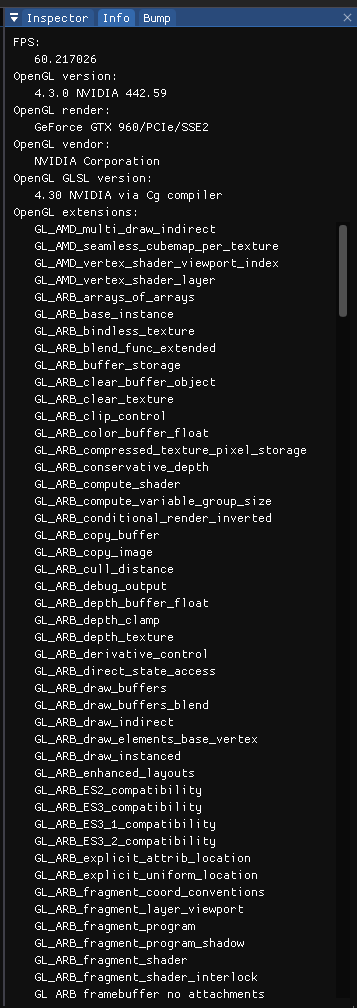 Inspector Info Bump
FPS:
60.217026
OpenGL version:
4.3.0 NVIDIA 442.59
OpenGL render:
GeForce GTX 960/PCIe/SSE2
OpenGL vendor:
NVIDIA Corporation
OpenGL GLSL version:
4.30 NVIDIA via Cg compiler
OpenGL extensions:
GL_AMD_multi_draw_indirect
GL_AMD_seamless_cubemap_per_texture
GL_AMD_vertex_shader_viewport_index
GL_AMD_vertex_shader_layer
GL_ARB_arrays_of_arrays
GL_ARB_base_instance
GL_ARB_bindless_texture
GL_ARB_blend_func_extended
GL_ARB_buffer_storage
GL_ARB_clear_buffer_object
GL_ARB_clear_texture
GL_ARB_clip_control
GL_ARB_color_buffer_float
GL_ARB_compressed_texture_pixel_storage
GL_ARB_conservative_depth
GL_ARB_compute_shader
GL_ARB_compute_variable_group_size
GL_ARB_conditional_render_inverted
GL_ARB_copy_buffer
GL_ARB_copy_image
GL_ARB_cull_distance
GL_ARB_debug_output
GL_ARB_depth_buffer_float
GL_ARB_depth_clamp
GL_ARB_depth_texture
GL_ARB_derivative_control
GL_ARB_direct_state_access
GL_ARB_draw_buffers
GL_ARB_draw_buffers_blend
GL_ARB_draw_indirect
GL_ARB_draw_elements_base_vertex
GL_ARB_draw_instanced
GL_ARB_enhanced_layouts
GL_ARB_ES2_compatibility
GL_ARB_ES3_compatibility
GL_ARB_ES3_1_compatibility
GL_ARB_ES3_2_compatibility
GL_ARB_explicit_attrib_location
GL_ARB_explicit_uniform_location
GL_ARB_fragment_coord_conventions
GL_ARB_fragment_layer_viewport
GL_ARB_fragment_program
GL_ARB_fragment_program_shadow
GL_ARB_fragment_shader
GL_ARB_fragment_shader_interlock
GL_ARB_framebuffer_no_attachments